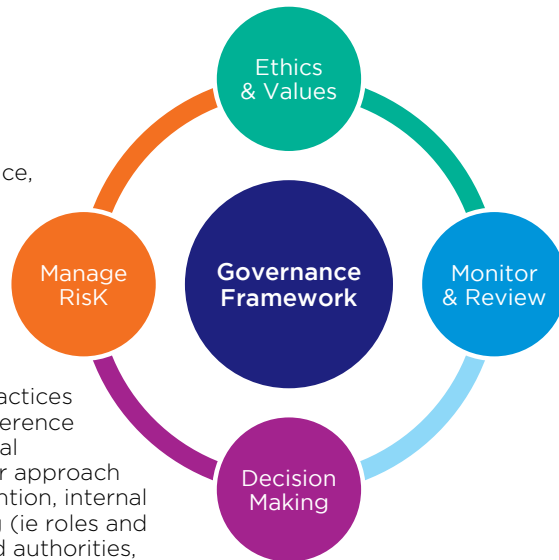 Ethics
& Values
ce,
Manage
RisK
Governance
Framework
Monitor
& Review
actices
erence
al
r approach
ntion, internal
g (ie roles and
d authorities,
Decision
Making